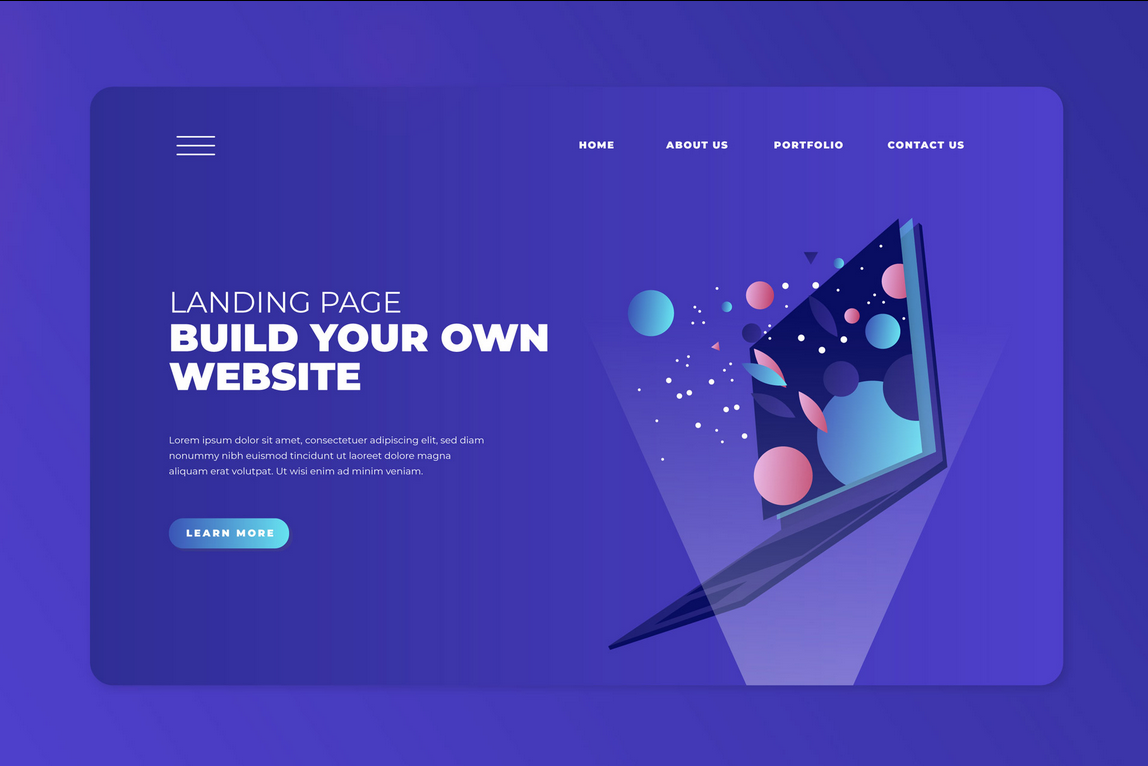 HOME ABOUT US PORTFOLIO CONTACT US
LANDING PAGE
BUILD YOUR OWN
WEBSITE
Lorem ipsum dolor sit amet, consectetuer adipiscing elit, sed diam
nonummy nibh euismod tincidunt ut laoreet dolore magna
aliquam erat volutpat. Ut wisi enim ad minim veniam.
LEARN MORE